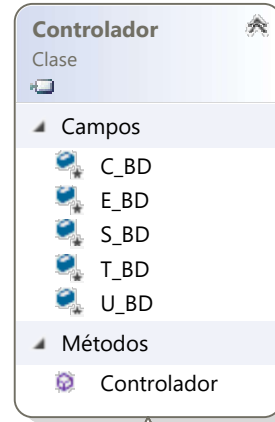 Controlador
Clase
Campos
C_BD
E_BD
S_BD
T_BD
U_BD
Métodos
Controlador